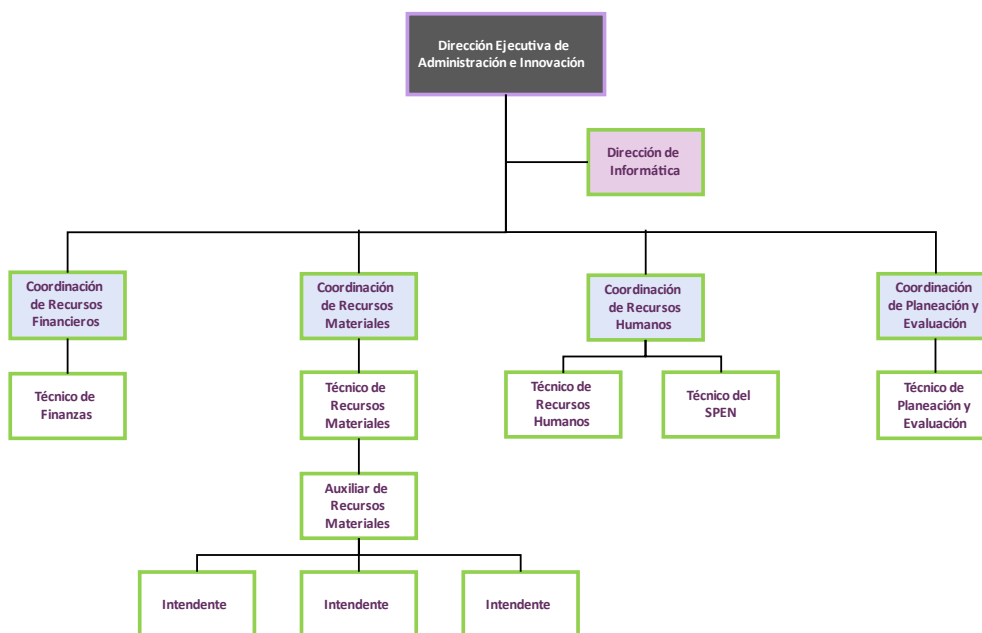 Dirección Ejecutiva de
Administración e Innovación
Dirección de
Informática
Coordinación
de Recursos
Financieros
Coordinación
de Recursos
Materiales
Coordinación
de Recursos
Humanos
Coordinación
de Planeación y
Evaluación
Técnico de
Finanzas
Técnico de
Recursos
Materiales
Técnico de
Recursos
Humanos
Técnico del
SPEN
Técnico de
Planeación y
Evaluación
Auxiliar de
Recursos
Materiales
Intendente
Intendente
Intendente